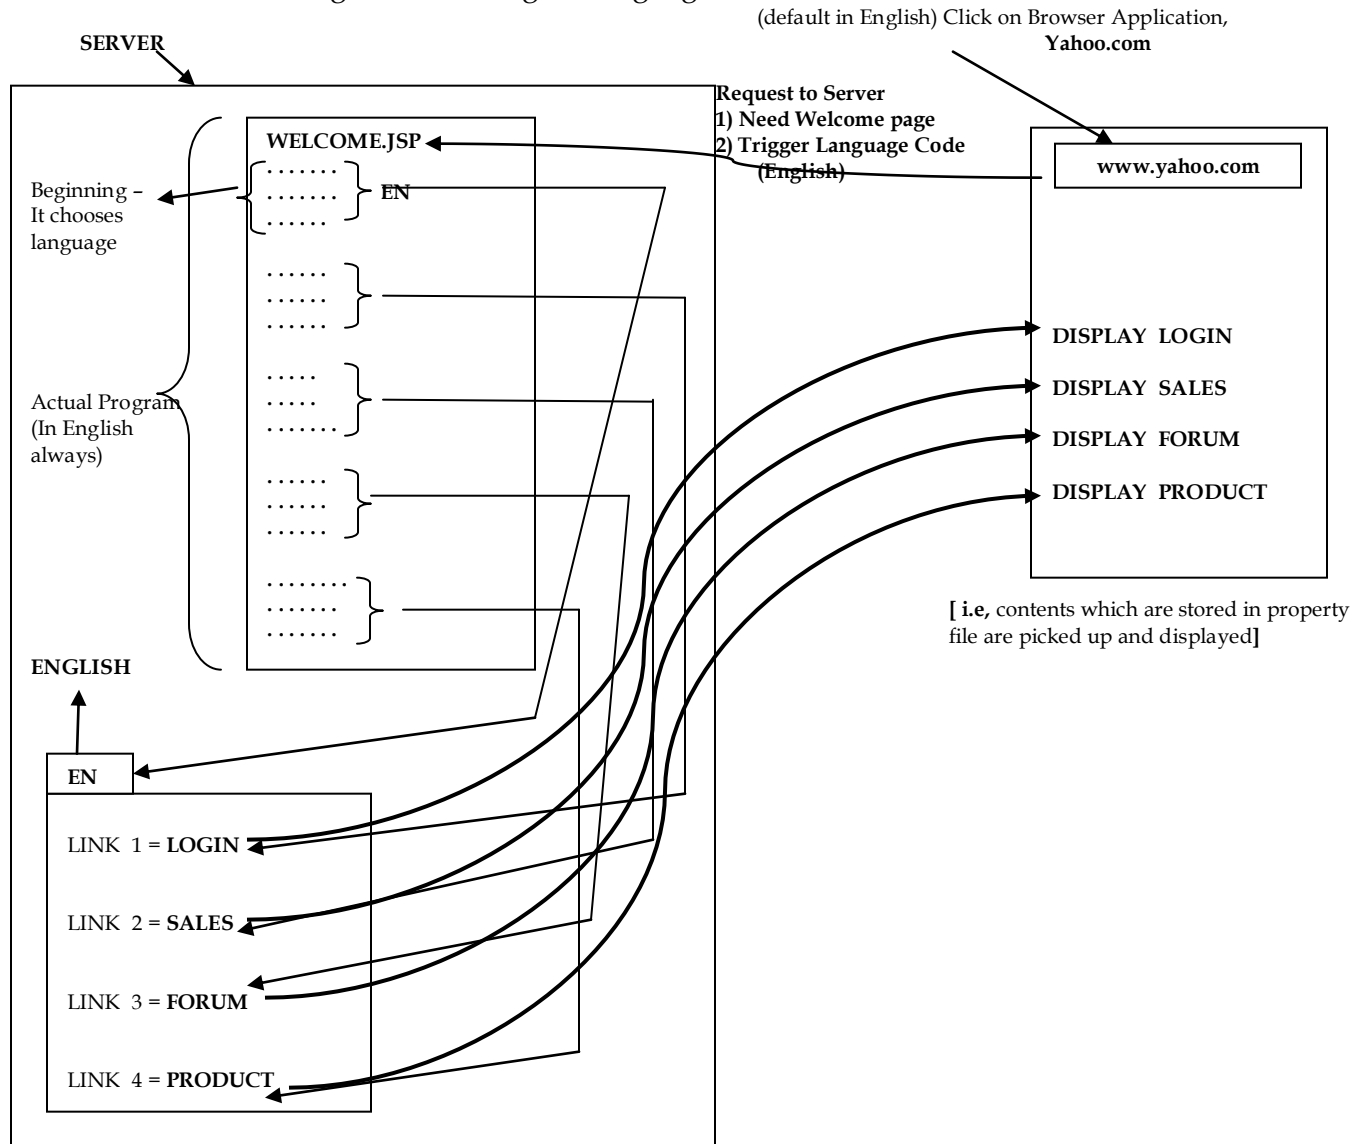 (default in English) Click on Browser Application,
Yahoo.com
SERVER
Request to Server
1) Need Welcome page
2) Trigger Language Code
(English)
www.yahoo.com
WELCOME.JSP
EN
Beginning –
It chooses
language
Actual Program
(In English
always)
DISPLAY LOGIN
DISPLAY SALES
DISPLAY FORUM
DISPLAY PRODUCT
[ i.e, contents which are stored in property
file are picked up and displayed]
ENGLISH
EN
LINK 1 = LOGIN
LINK 2 = SALES
LINK 3 = FORUM
LINK 4 = PRODUCT